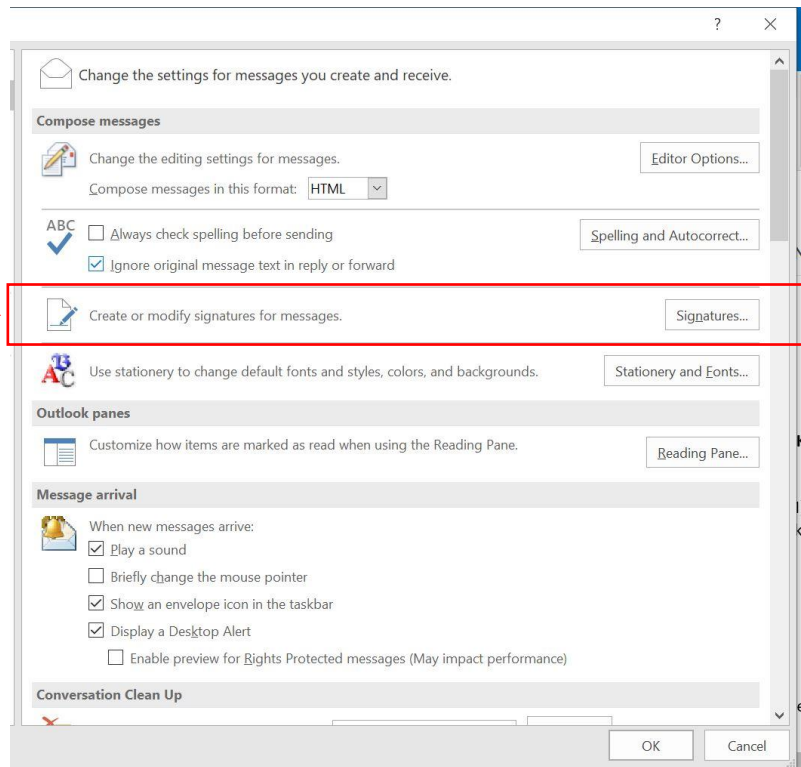 ?
Change the settings for messages you create and receive.
Compose messages
Change the editing settings for messages.
Editor Options...
Compose messages in this format: HTML
ABC
Always check spelling before sending
Spelling and Autocorrect...
Ignore original message text in reply or forward
Create or modify signatures for messages.
Signatures...
Use stationery to change default fonts and styles, colors, and backgrounds.
Stationery and Fonts...
Outlook panes
Customize how items are marked as read when using the Reading Pane.
Reading Pane...
Message arrival
When new messages arrive:
Play a sound
Briefly change the mouse pointer
Show an envelope icon in the taskbar
Display a Desktop Alert
Enable preview for Rights Protected messages (May impact performance)
Conversation Clean Up
OK
Cancel